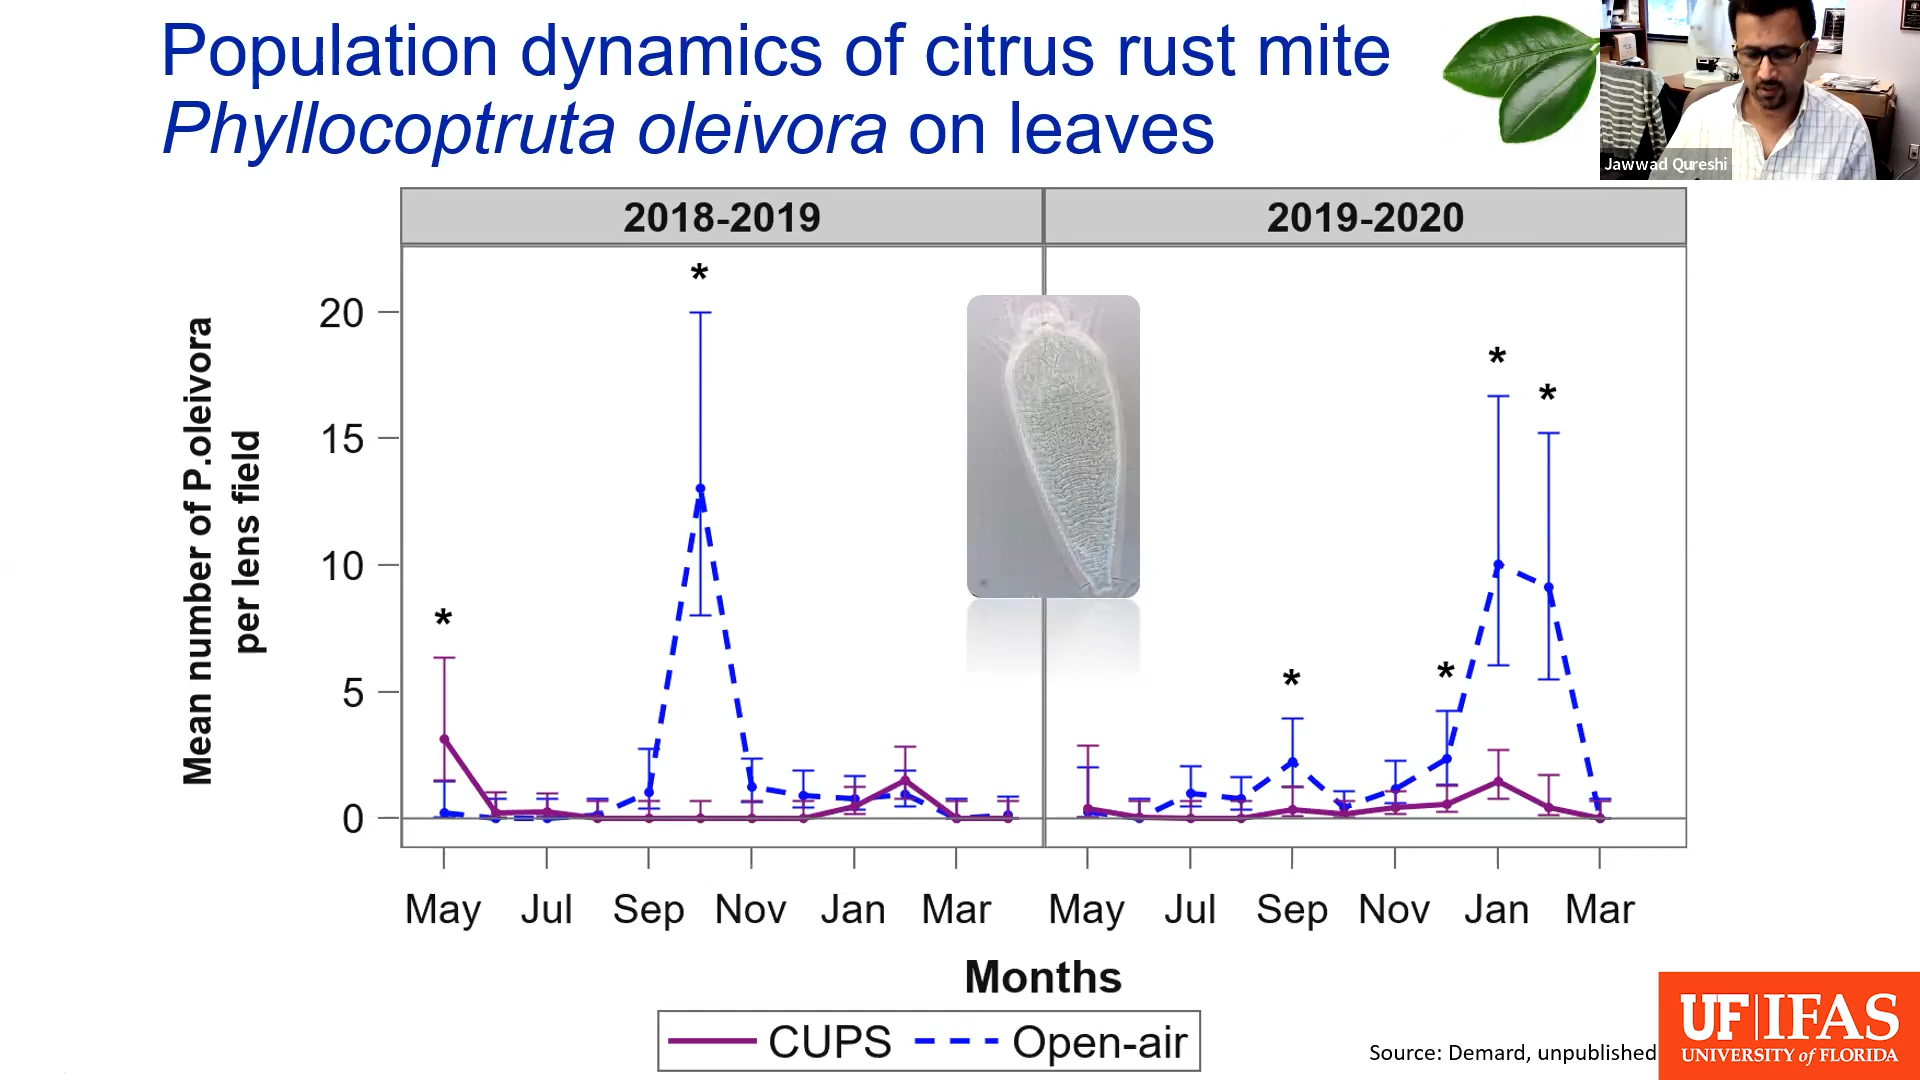 Population dynamics of citrus rust mite
Phyllocoptruta oleivora on leaves
Jawwad Qureshi
2018-2019
2019-2020
Mean number of P.oleivora
per lens field
20
15
10
5
0
*
*
*
*
*
*
May Jul Sep Nov Jan Mar May Jul Sep Nov Jan Mar
Months
CUPS Open-air
Source: Demard, unpublished
UF|IFAS
UNIVERSITY of FLORIDA